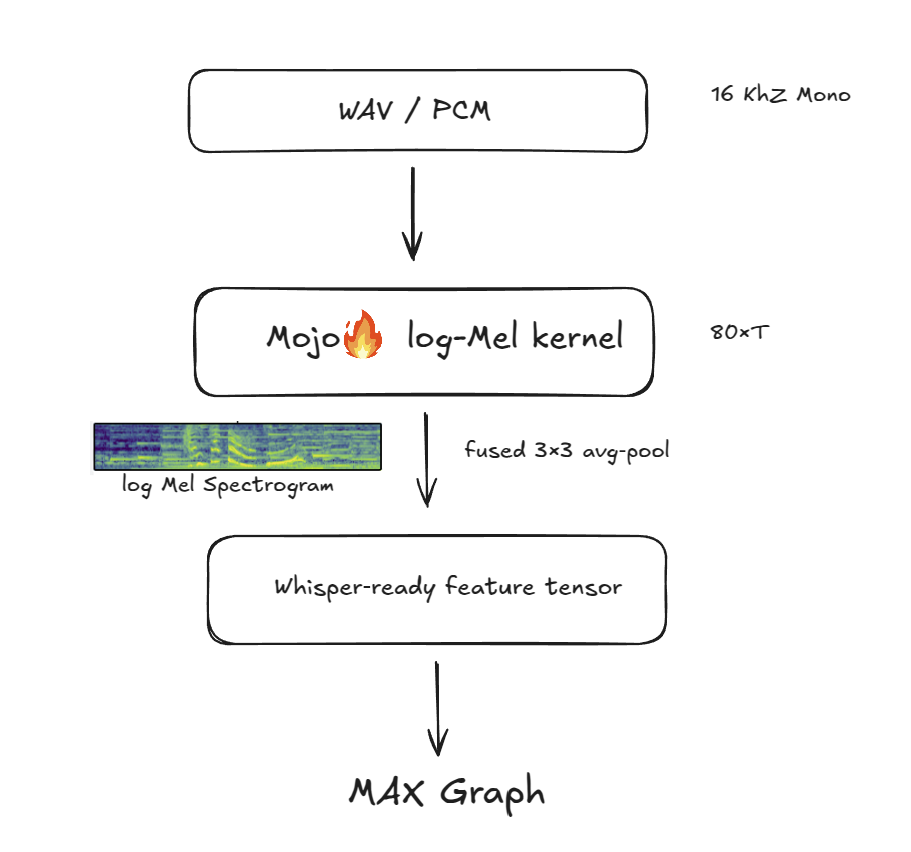 WAV / PCM
16 KhZ Mono
Mojo🔥 log-Mel kernel
80×T
fused 3×3 avg-pool
log Mel Spectrogram
Whisper-ready feature tensor
MAX Graph